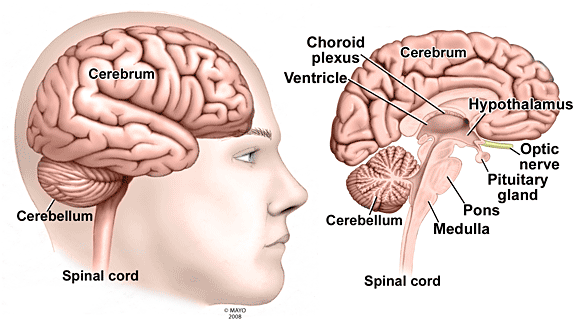 Cerebrum
Cerebellum
Spinal cord
© MAYO
2008
Choroid
plexus
Ventricle
Cerebrum
Hypothalamus
Optic
nerve
Pituitary
gland
Pons
Medulla
Cerebellum
Spinal cord